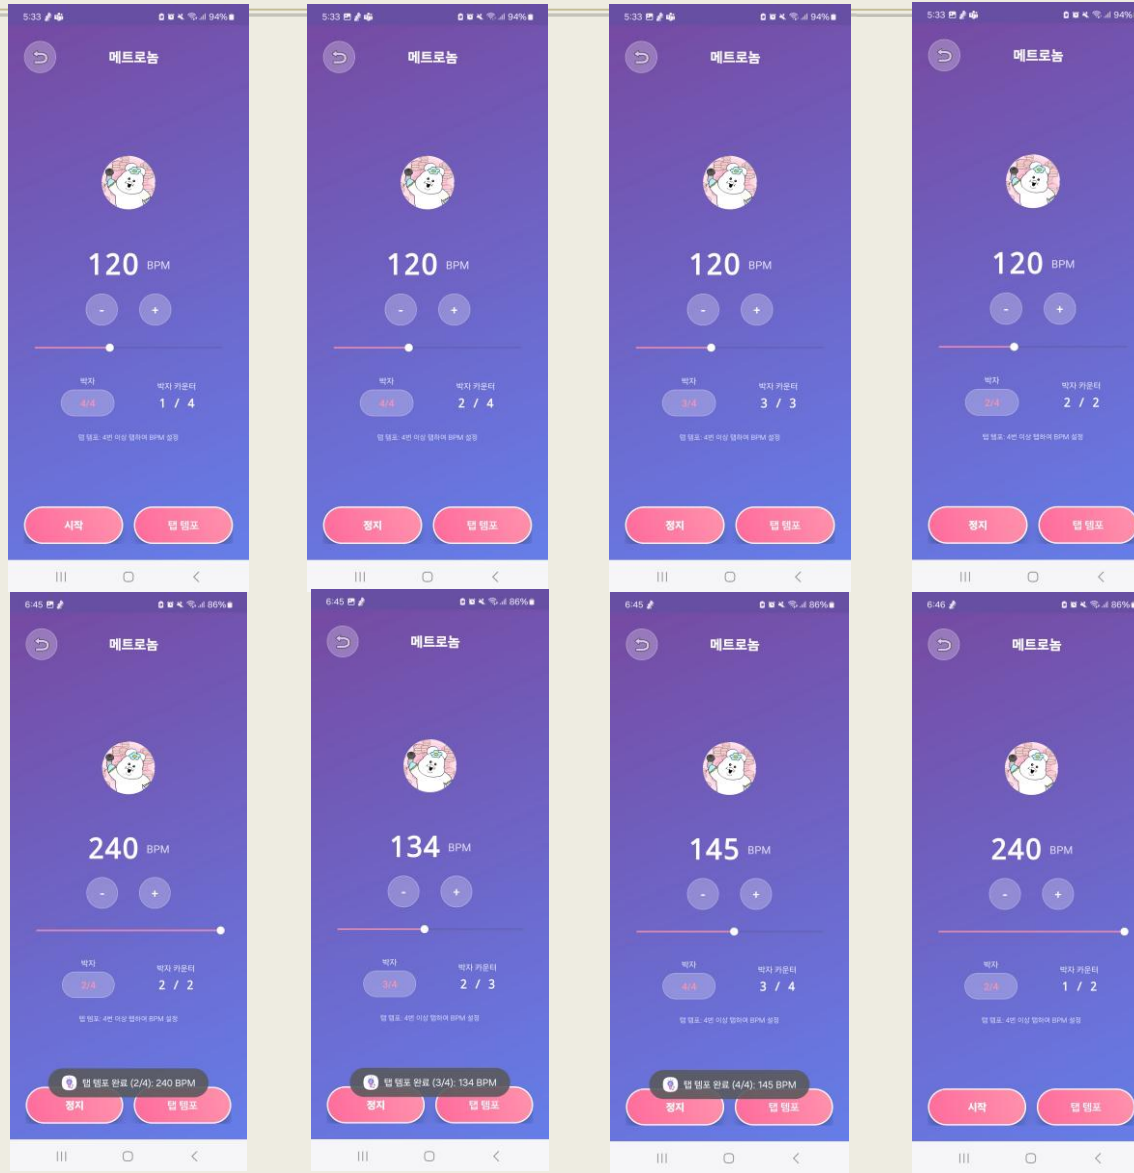 5:33 94%
메트로놈
120 BPM
- +
박자 박자 카운터
4/4 1 / 4
탭 템포: 4번 이상 탭하여 BPM 설정
시작 탭 템포
5:33 94%
메트로놈
120 BPM
- +
박자 박자 카운터
4/4 2 / 4
탭 템포: 4번 이상 탭하여 BPM 설정
정지 탭 템포
5:33 94%
메트로놈
120 BPM
- +
박자 박자 카운터
3/4 3 / 3
탭 템포: 4번 이상 탭하여 BPM 설정
정지 탭 템포
5:33 94%
메트로놈
120 BPM
- +
박자 박자 카운터
2/4 2 / 2
탭 템포: 4번 이상 탭하여 BPM 설정
정지 탭 템포
6:45 86%
메트로놈
240 BPM
- +
박자 박자 카운터
2/4 2 / 2
탭 템포: 4번 이상 탭하여 BPM 설정
탭 템포 완료 (2/4): 240 BPM
정지 탭 템포
6:45 86%
메트로놈
134 BPM
- +
박자 박자 카운터
3/4 2 / 3
탭 템포: 4번 이상 탭하여 BPM 설정
탭 템포 완료 (3/4): 134 BPM
정지 탭 템포
6:45 86%
메트로놈
145 BPM
- +
박자 박자 카운터
4/4 3 / 4
탭 템포: 4번 이상 탭하여 BPM 설정
탭 템포 완료 (4/4): 145 BPM
정지 탭 템포
6:46 86%
메트로놈
240 BPM
- +
박자 박자 카운터
2/4 1 / 2
탭 템포: 4번 이상 탭하여 BPM 설정
시작 탭 템포